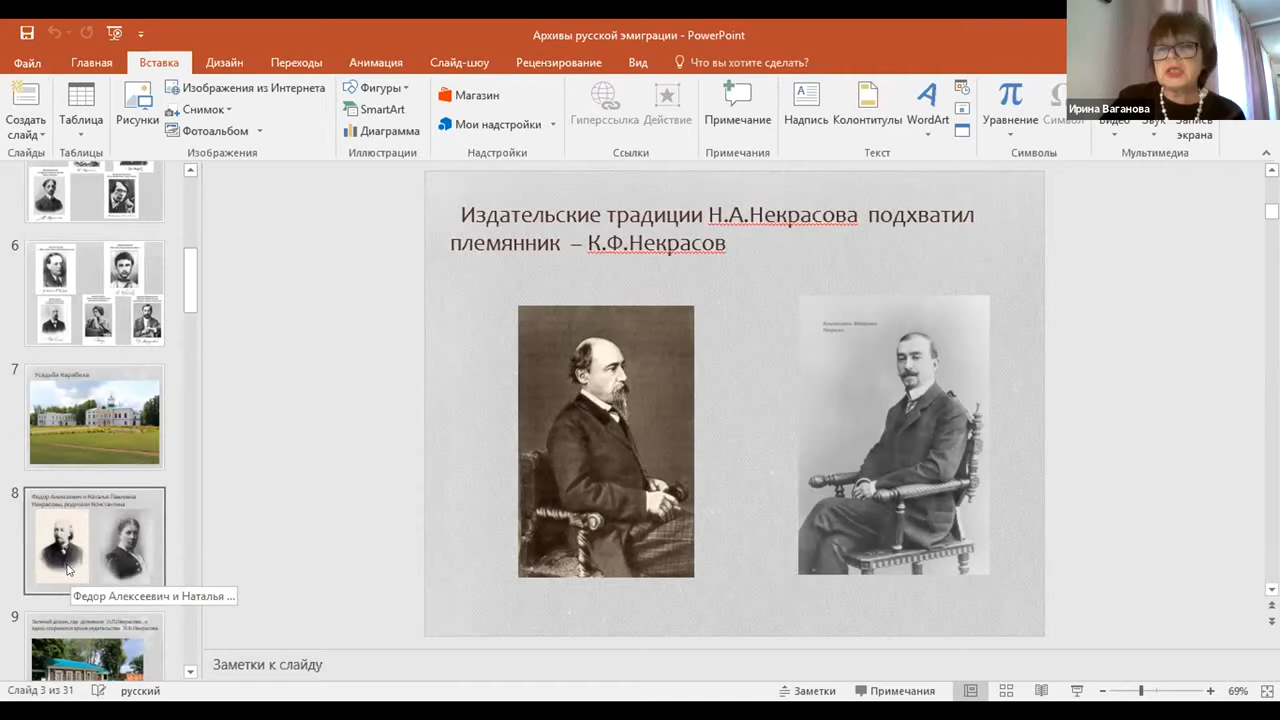 Архивы русской эмиграции - PowerPoint
Файл Главная Вставка Дизайн Переходы Анимация Слайд-шоу Рецензирование Вид Что вы хотите сделать?
Ирина Ваганова
Создать слайд
Слайды
Таблица
Таблицы
Рисунки
Изображения из Интернета
Снимок
Фотоальбом
Изображения
Фигуры
SmartArt
Диаграмма
Иллюстрации
Магазин
Мои надстройки
Надстройки
Гиперссылка
Действие
Ссылки
Примечание
Примечания
Надпись
Колонтитулы
WordArt
Текст
Уравнение
Символы
Видео
Звук
Запись
экрана
Мультимедиа
6
7
Усадьба Карабиха
8
Федор Алексеевич и Наталья Павловна
Некрасовы, родители Константина
Федор Алексеевич и Наталья ...
9
Издательские традиции Н.А.Некрасова подхватил
племянник – К.Ф.Некрасов
Заметки к слайду
Слайд 3 из 31 русский Заметки Примечания 69%